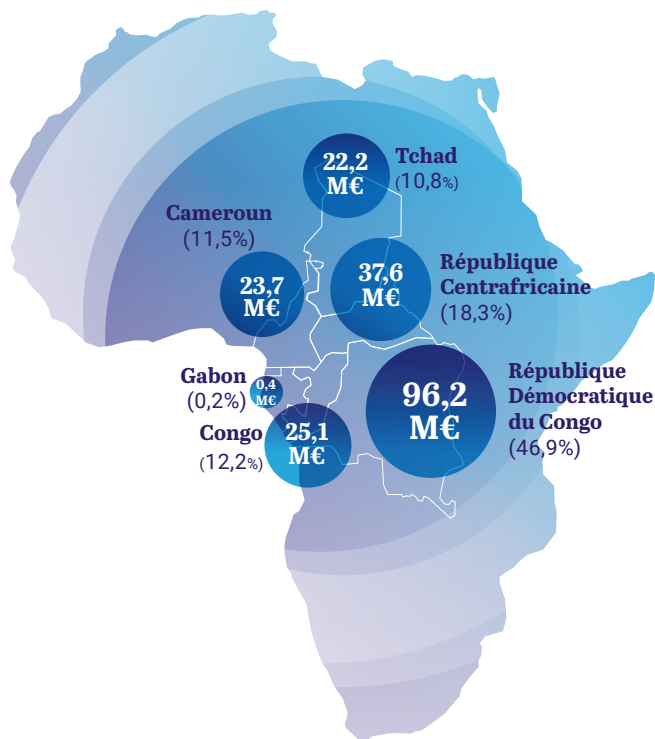 22,2
M€
Tchad
(10,8%)
Cameroun
(11,5%)
23,7
M€
37,6
M€
République
Centrafricaine
(18,3%)
Gabon
(0,2%)
0,4
M€
96,2
M€
République
Démocratique
du Congo
(46,9%)
Congo
(12,2%)
25,1
M€